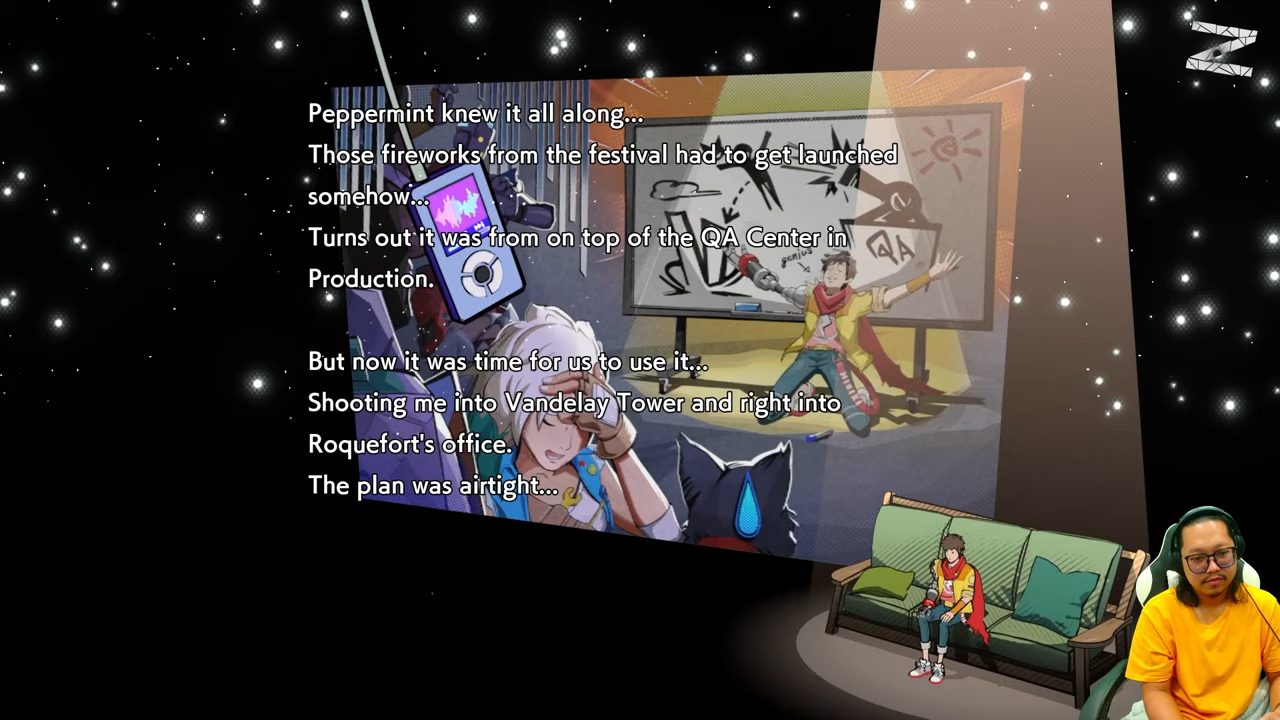 Peppermint knew it all along...
Those fireworks from the festival had to get launched
somehow...
Turns out it was from on top of the QA Center in
Production.
But now it was time for us to use it...
Shooting me into Vandelay Tower and right into
Roquefort's office.
The plan was airtight...
genius
QA